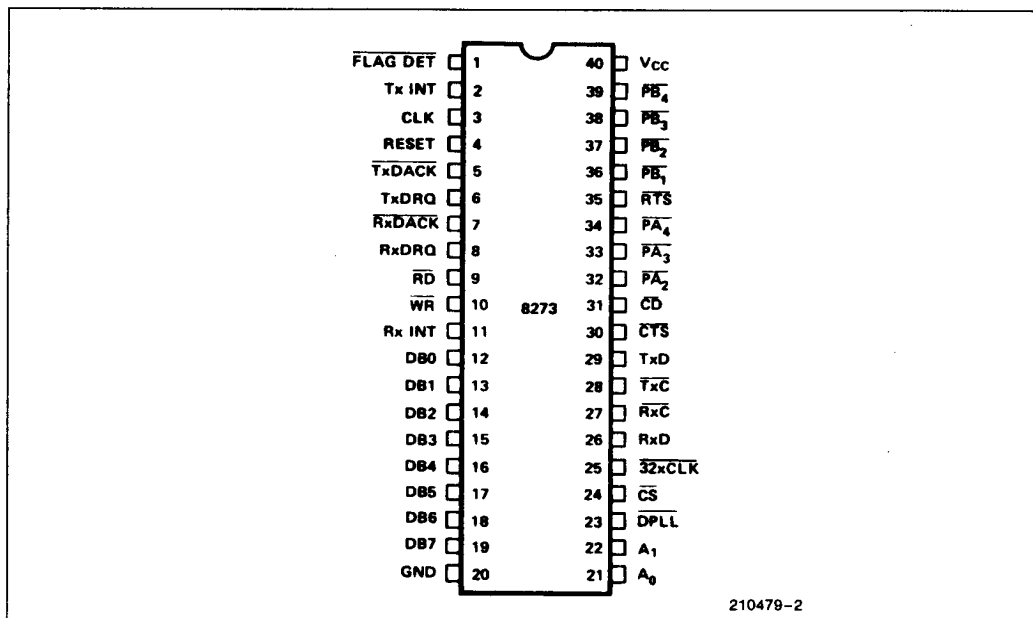 FLAG DET 1 40 VCC
Tx INT 2 39 PB4
CLK 3 38 PB3
RESET 4 37 PB2
TxDACK 5 36 PB1
TxDRQ 6 35 RTS
RxDACK 7 34 PA4
RxDRQ 8 33 PA3
RD 9 32 PA2
WR 10 8273 31 CD
Rx INT 11 30 CTS
DB0 12 29 TxD
DB1 13 28 TxC
DB2 14 27 RxC
DB3 15 26 RxD
DB4 16 25 32xCLK
DB5 17 24 CS
DB6 18 23 DPLL
DB7 19 22 A1
GND 20 21 A0
210479-2